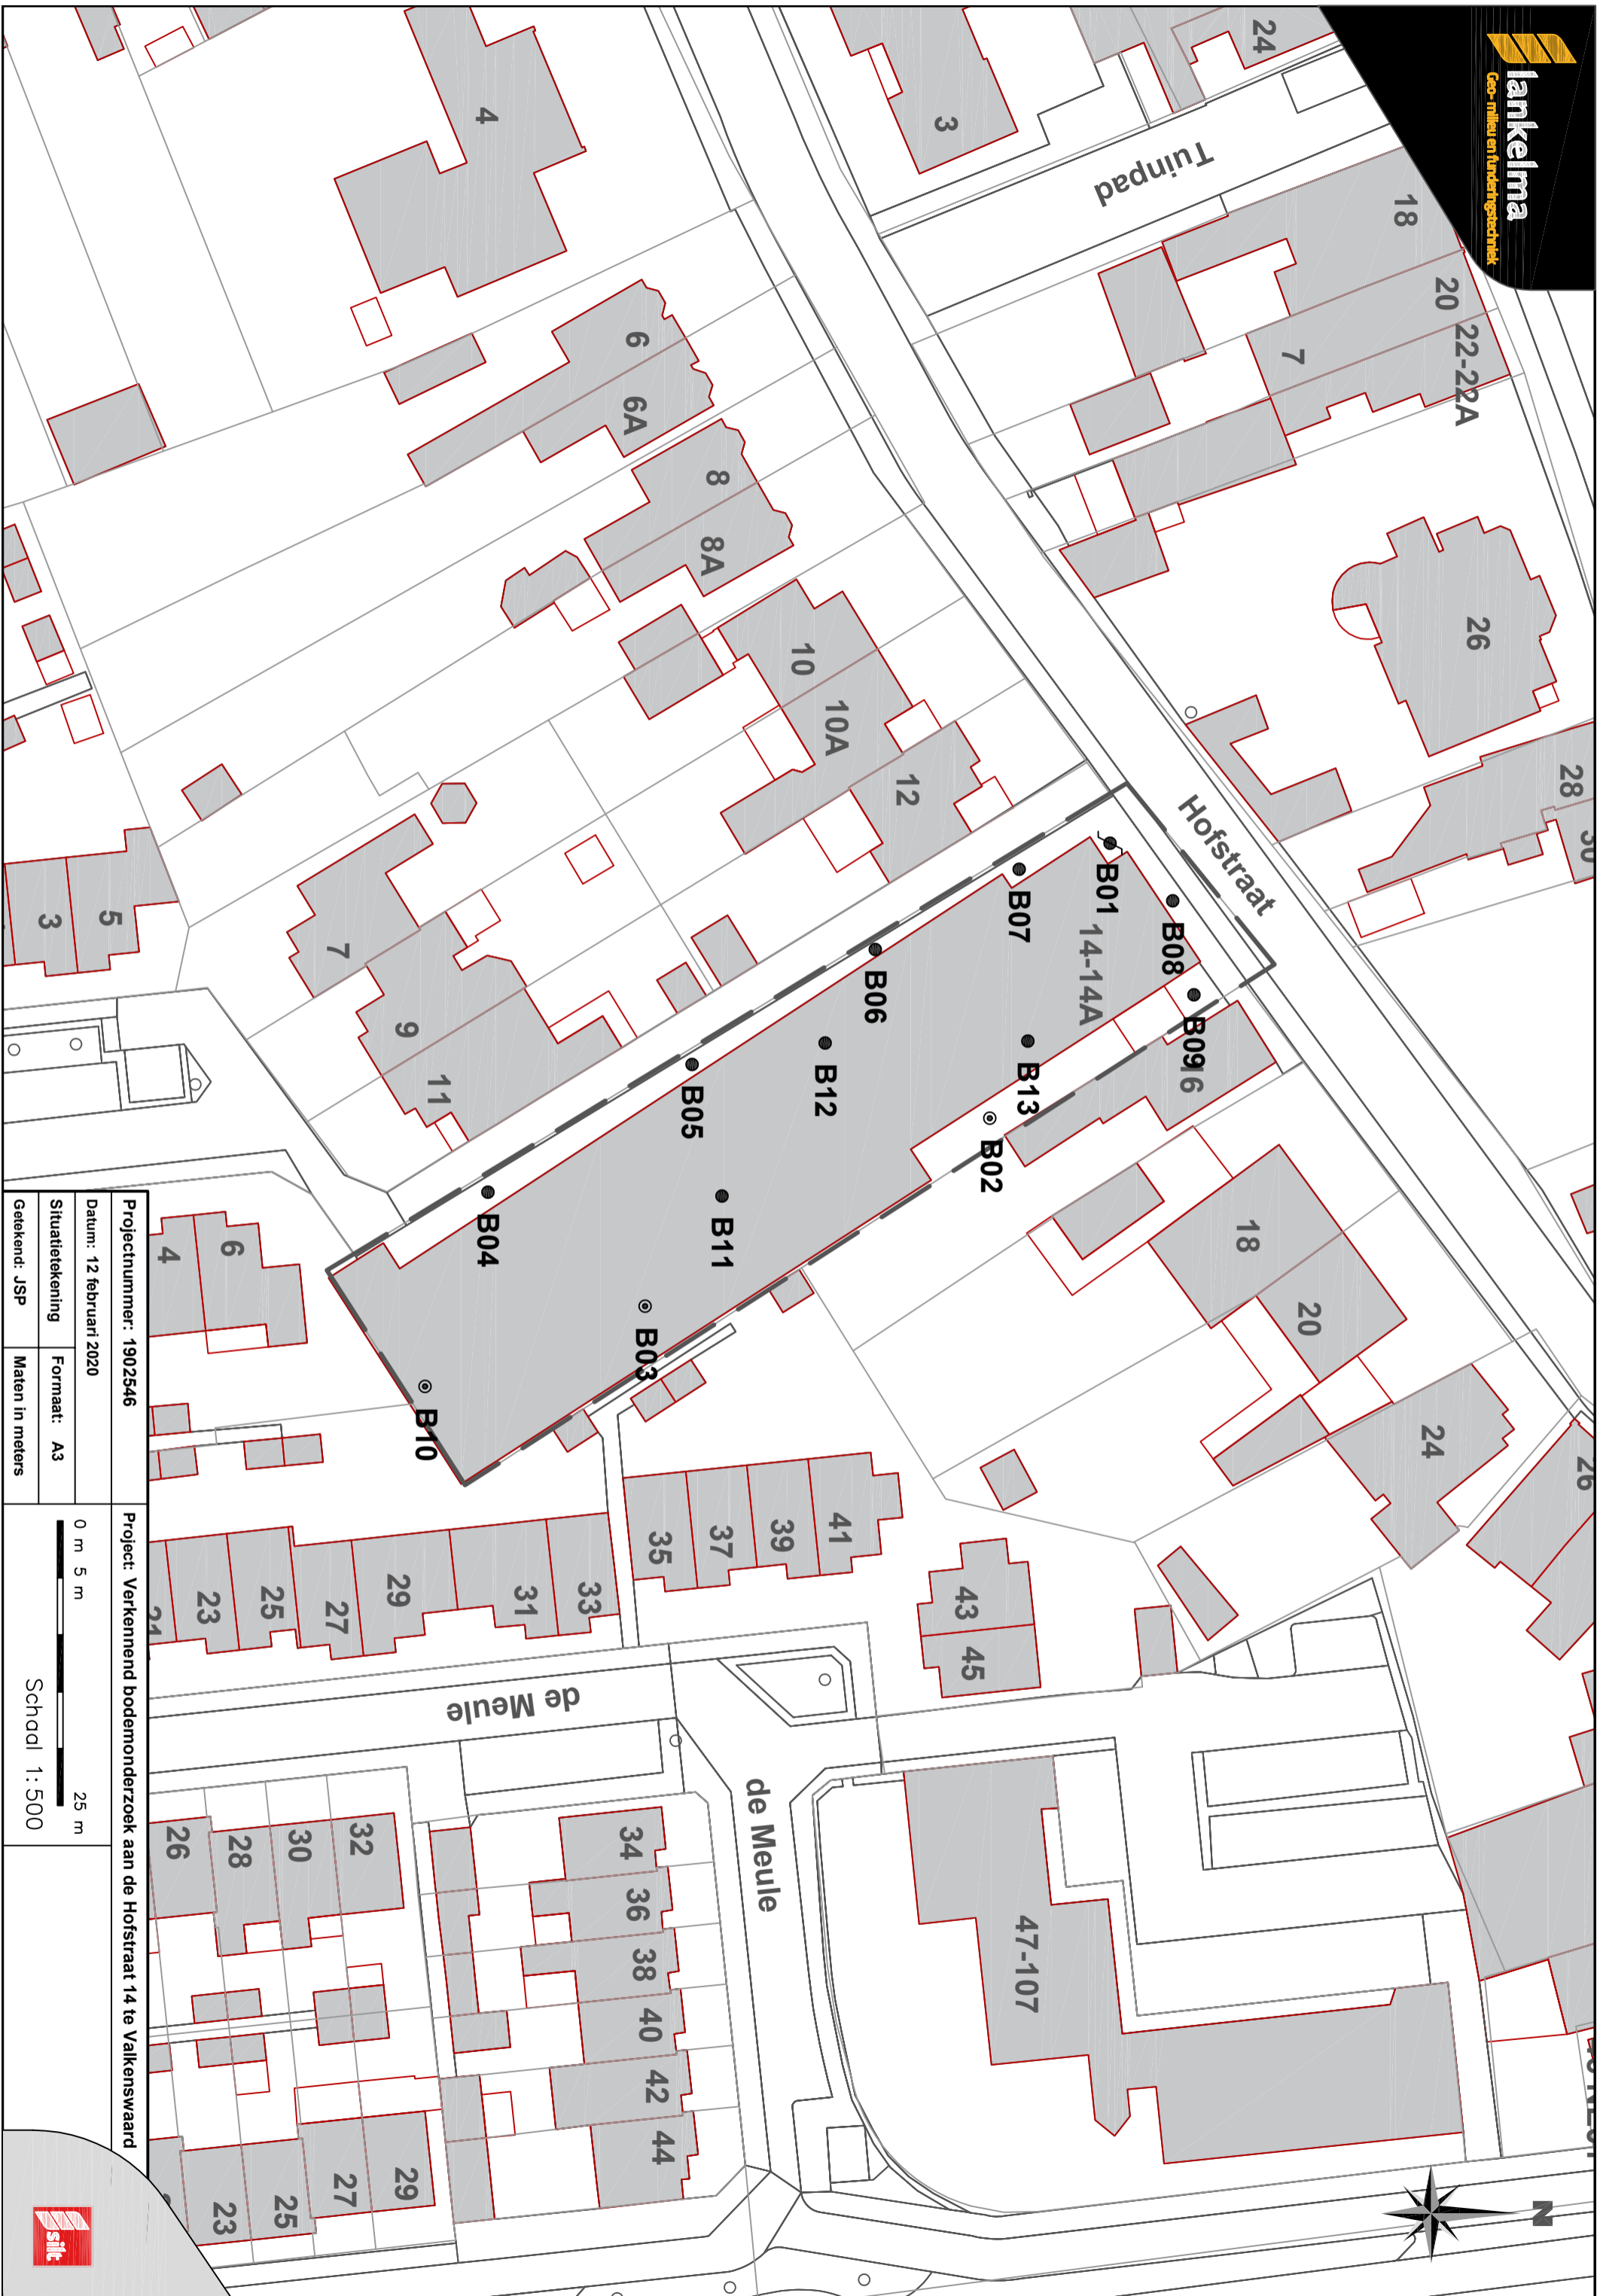 lankelma
Geo- milieu en funderingstechniek
24
3
Tuinpad
18
20
22-22A
7
26
28
30
Hofstraat
4
6
6A
8
8A
10
10A
12
7
9
11
3
5
B01
B08
B07
14-14A
B09
16
B06
B13
B12
B05
B02
B11
B04
B03
B10
18
20
24
26
4
6
21
23
25
27
29
31
33
35
37
39
41
43
45
de Meule
de Meule
47-107
26
28
30
32
34
36
38
40
42
44
23
25
27
29
N
Projectnummer: 1902546
Project: Verkennend bodemonderzoek aan de Hofstraat 14 te Valkenswaard
Datum: 12 februari 2020
Situatietekening
Formaat: A3
Getekend: JSP
Maten in meters
0 m 5 m 25 m
Schaal 1:500
silt